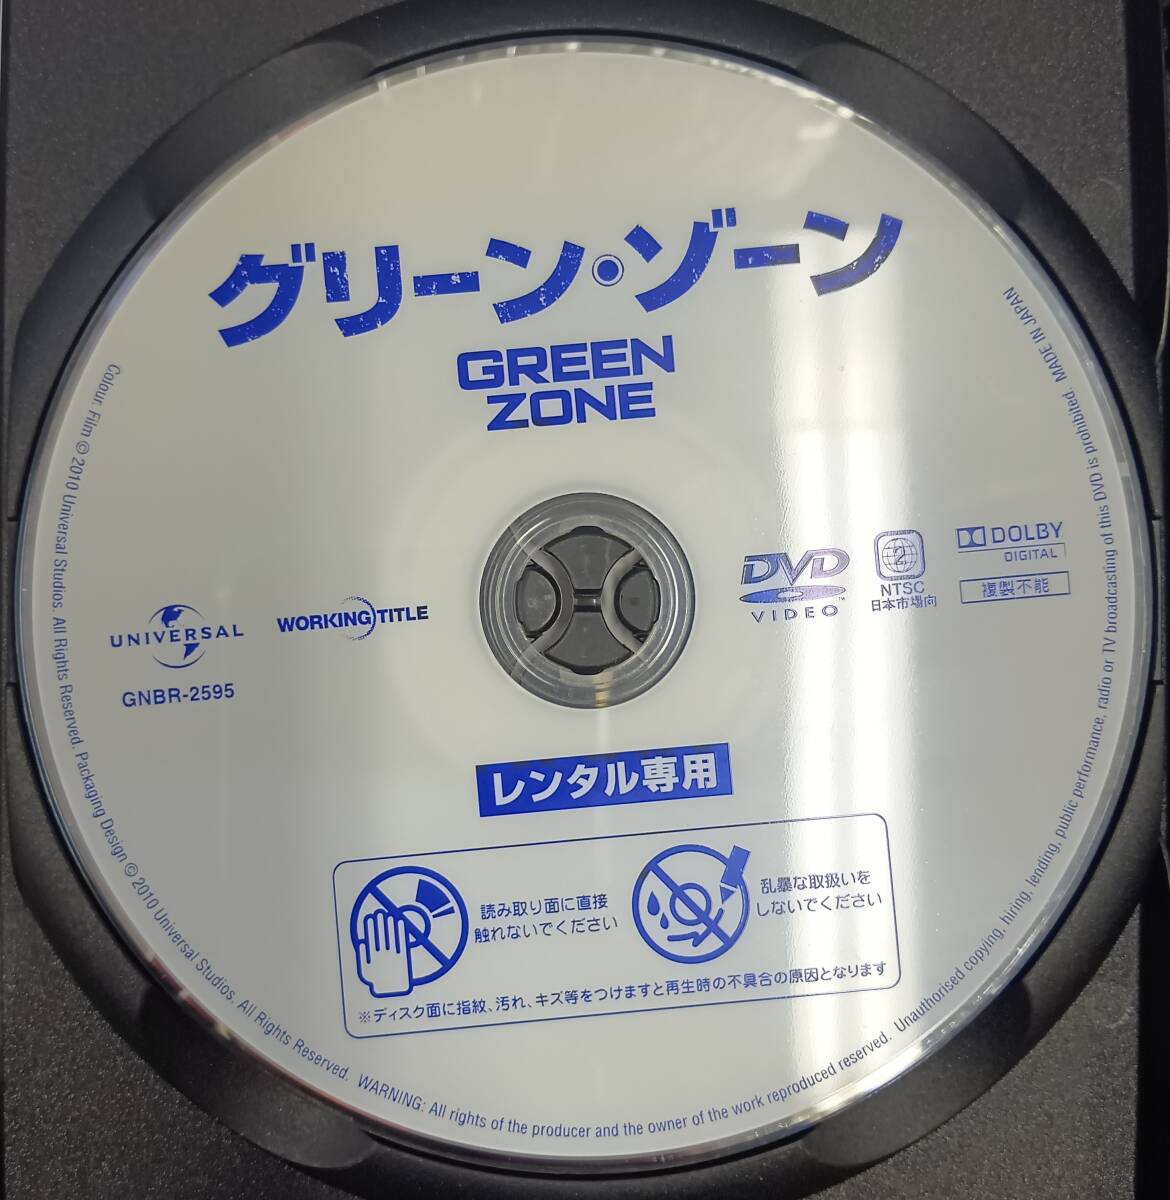 グリーン・ゾーン
GREEN
ZONE
UNIVERSAL
GNBR-2595
WORKING TITLE
DVD
VIDEO
TM
2
NTSC
日本市場向
DOLBY
DIGITAL
複製不能
レンタル専用
読み取り面に直接
触れないでください
乱暴な取扱いを
しないでください
※ディスク面に指紋、汚れ、キズ等をつけますと再生時の不具合の原因となります
Colour. Film © 2010 Universal Studios. All Rights Reserved. Packaging Design © 2010 Universal Studios. All Rights Reserved. WARNING: All rights of the producer and the owner of the work reproduced reserved. Unauthorised copying, hiring, lending, public performance, radio or TV broadcasting of this DVD is prohibited. MADE IN JAPAN